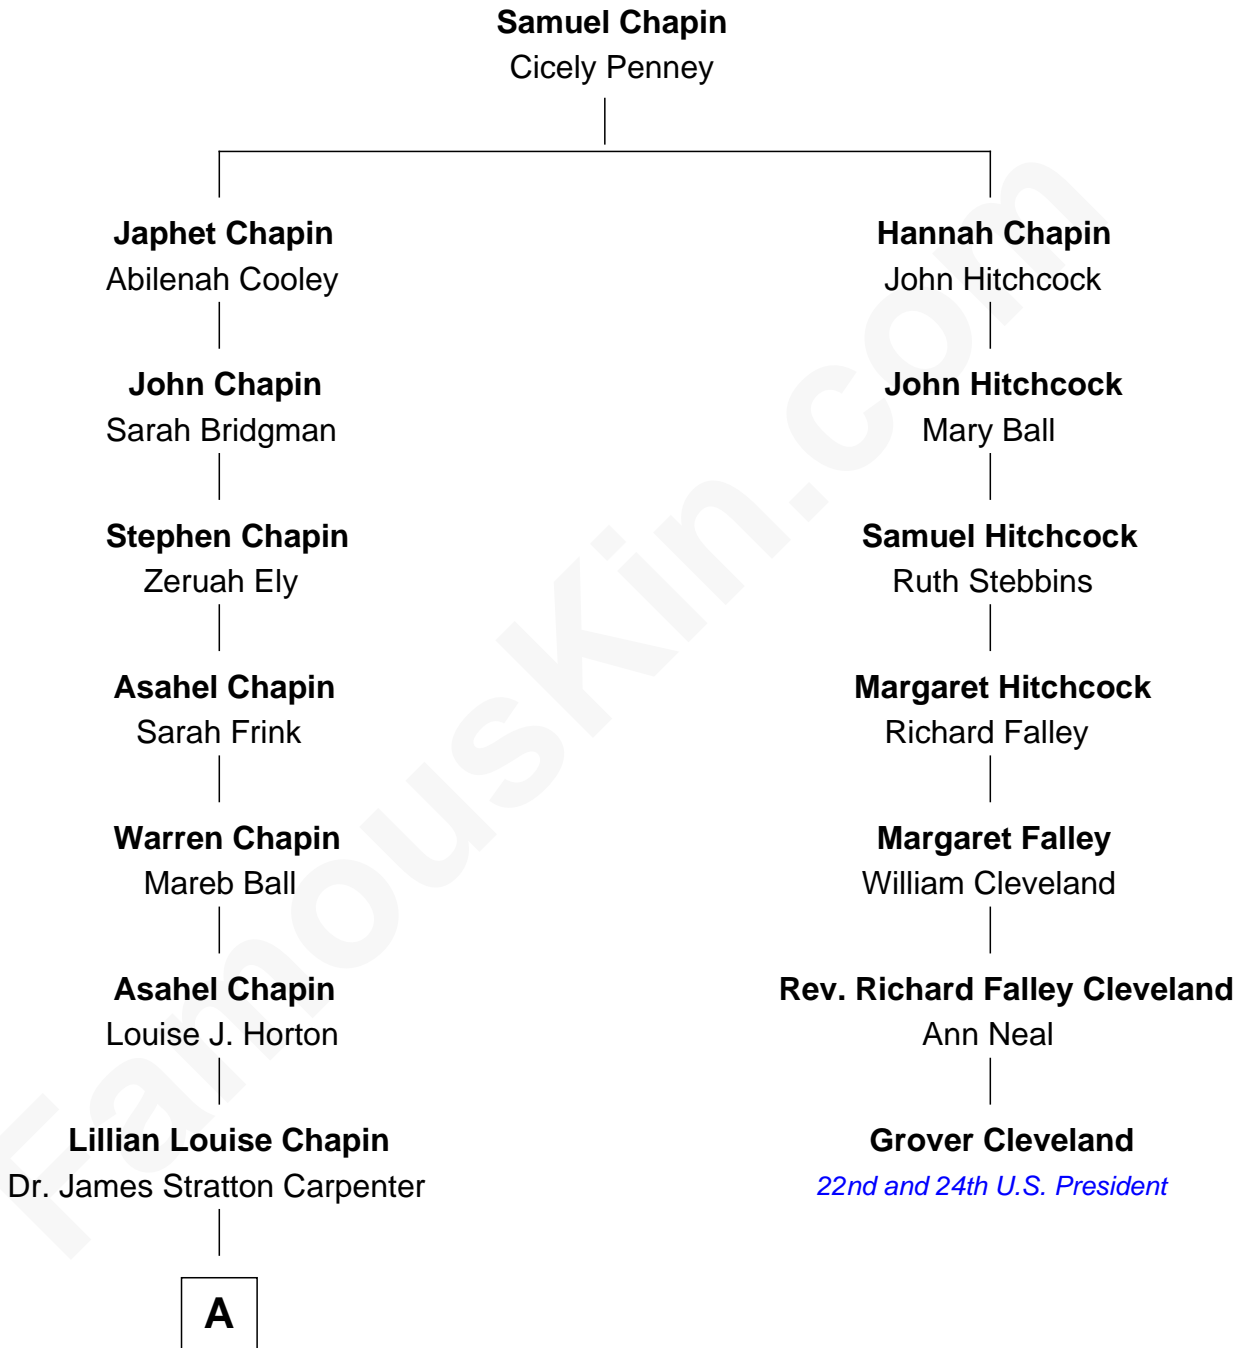 Samuel Chapin
Cicely Penney
Japhet Chapin
Abilenah Cooley
Hannah Chapin
John Hitchcock
John Chapin
Sarah Bridgman
John Hitchcock
Mary Ball
Stephen Chapin
Zeruah Ely
Samuel Hitchcock
Ruth Stebbins
Asahel Chapin
Sarah Frink
Margaret Hitchcock
Richard Falley
Warren Chapin
Mareb Ball
Margaret Falley
William Cleveland
Asahel Chapin
Louise J. Horton
Rev. Richard Falley Cleveland
Ann Neal
Lillian Louise Chapin
Dr. James Stratton Carpenter
Grover Cleveland
22nd and 24th U.S. President
A
FamousKin.com